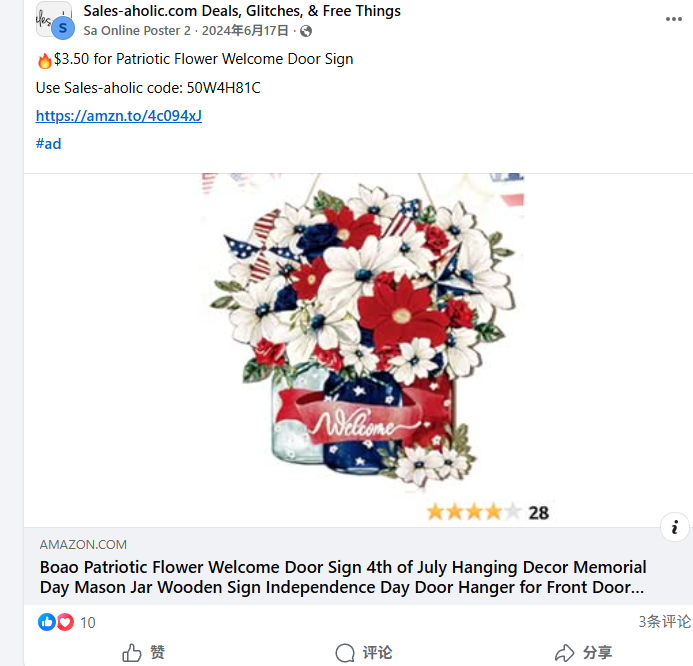 Sales-aholic.com Deals, Glitches, & Free Things
Sa Online Poster 2 · 2024年6月17日 ·
🔥$3.50 for Patriotic Flower Welcome Door Sign
Use Sales-aholic code: 50W4H81C
https://amzn.to/4c094xJ
#ad
Welcome
28
AMAZON.COM
Boao Patriotic Flower Welcome Door Sign 4th of July Hanging Decor Memorial
Day Mason Jar Wooden Sign Independence Day Door Hanger for Front Door...
10
3条评论
赞
评论
分享